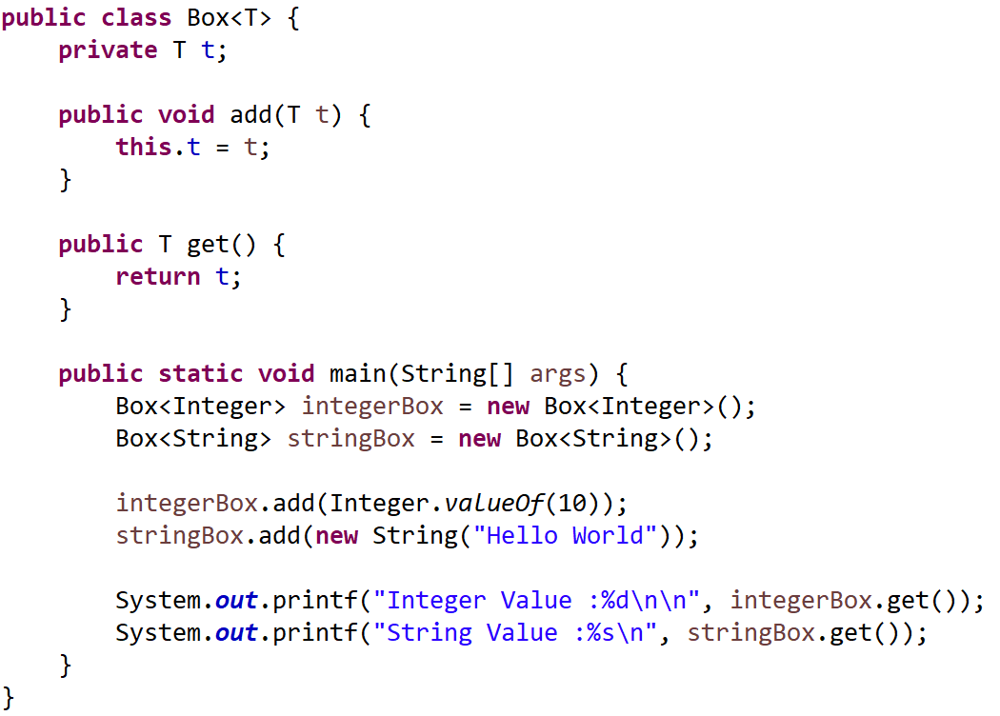 public class Box<T> {
    private T t;

    public void add(T t) {
        this.t = t;
    }

    public T get() {
        return t;
    }

    public static void main(String[] args) {
        Box<Integer> integerBox = new Box<Integer>();
        Box<String> stringBox = new Box<String>();

        integerBox.add(Integer.valueOf(10));
        stringBox.add(new String("Hello World"));

        System.out.printf("Integer Value :%d\n\n", integerBox.get());
        System.out.printf("String Value :%s\n", stringBox.get());
    }
}